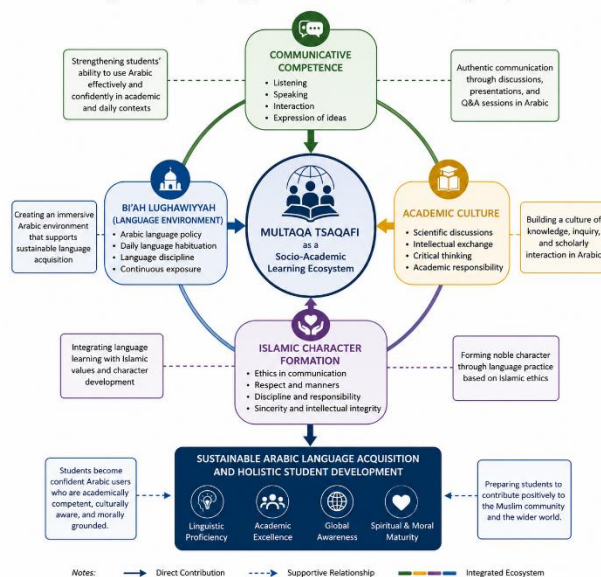 COMMUNICATIVE
COMPETENCE
• Listening
• Speaking
• Interaction
• Expression of ideas
Strengthening students'
ability to use Arabic
effectively and
confidently in academic
and daily contexts
Authentic communication
through discussions,
presentations, and
Q&A sessions in Arabic
BI'AH LUGHAWIYYAH
(LANGUAGE ENVIRONMENT)
• Arabic language policy
• Daily language habituation
• Language discipline
• Continuous exposure
Creating an immersive
Arabic environment
that supports
sustainable language
acquisition
MULTAQA TSAQAFI
as a
Socio-Academic
Learning Ecosystem
ACADEMIC CULTURE
• Scientific discussions
• Intellectual exchange
• Critical thinking
• Academic responsibility
Building a culture of
knowledge, inquiry,
and scholarly
interaction in Arabic
ISLAMIC CHARACTER
FORMATION
• Ethics in communication
• Respect and manners
• Discipline and responsibility
• Sincerity and intellectual integrity
Integrating language
learning with Islamic
values and character
development
Forming noble character
through language practice
based on Islamic ethics
SUSTAINABLE ARABIC LANGUAGE ACQUISITION
AND HOLISTIC STUDENT DEVELOPMENT
Linguistic
Proficiency
Academic
Excellence
Global
Awareness
Spiritual & Moral
Maturity
Students become
confident Arabic users
who are academically
competent, culturally
aware, and morally
grounded.
Preparing students to
contribute positively to
the Muslim community
and the wider world.
Notes:
Direct Contribution
Supportive Relationship
Integrated Ecosystem